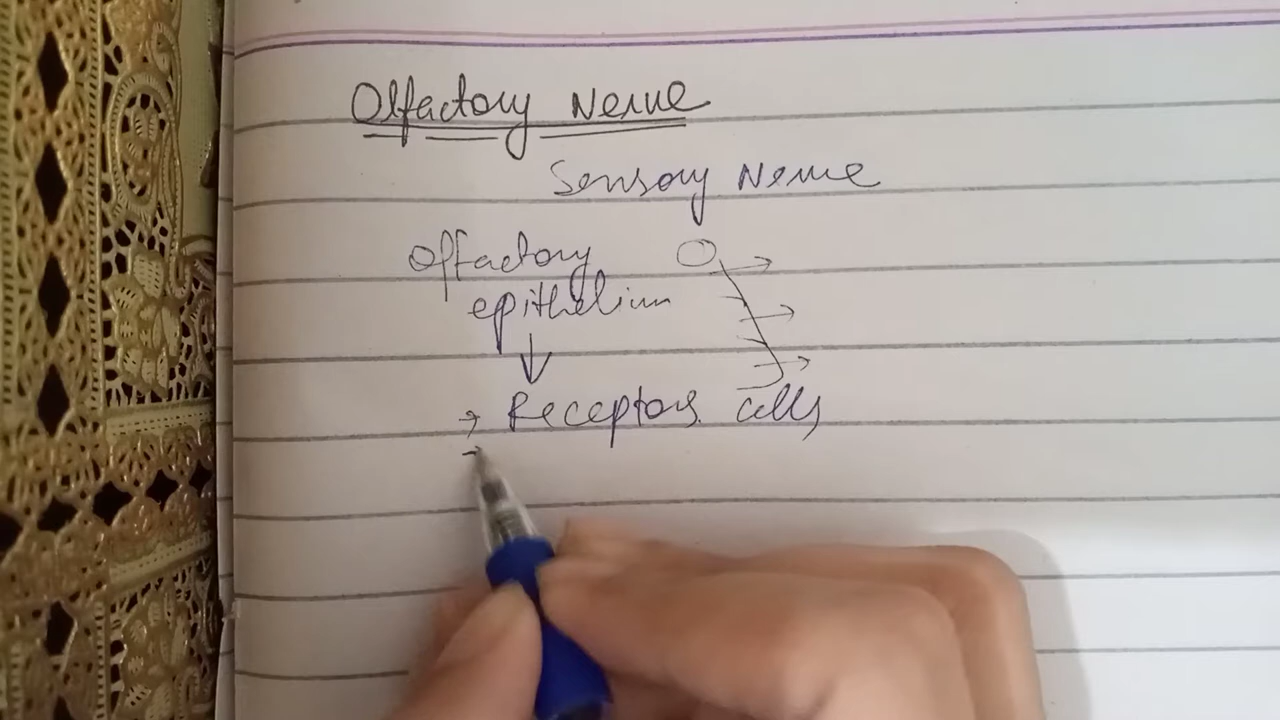 Olfactory Nerve
Sensory Nerve
Olfactory
epithelium
→ Receptors cells